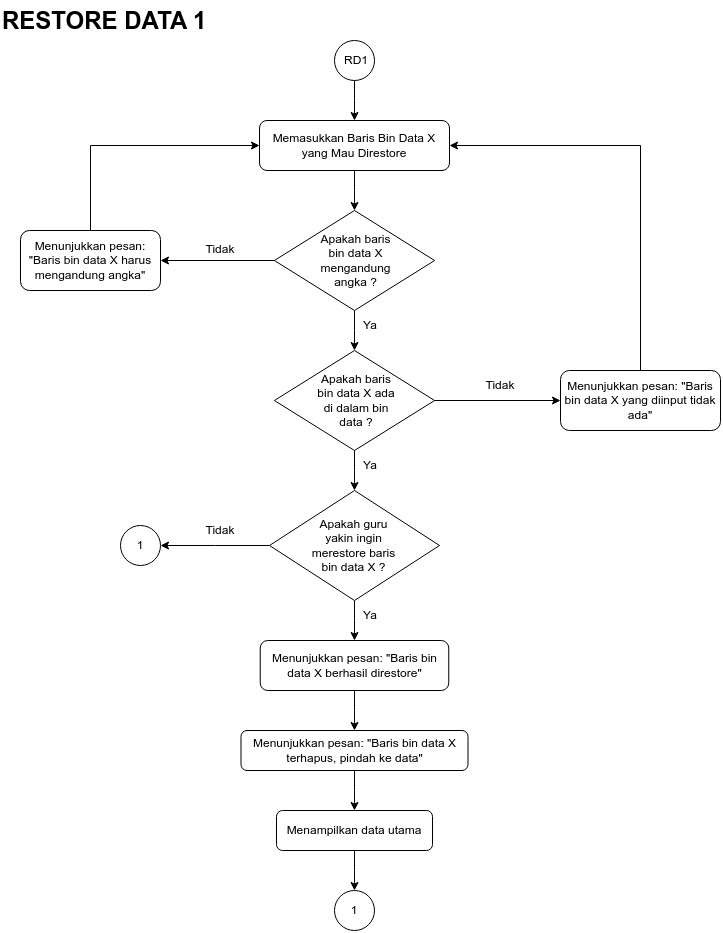 RESTORE DATA 1
RD1
Memasukkan Baris Bin Data X
yang Mau Direstore
Menunjukkan pesan:
"Baris bin data X harus
mengandung angka"
Tidak
Apakah baris
bin data X
mengandung
angka ?
Ya
Apakah baris
bin data X ada
di dalam bin
data ?
Tidak
Menunjukkan pesan: "Baris
bin data X yang diinput tidak
ada"
Ya
1
Tidak
Apakah guru
yakin ingin
merestore baris
bin data X ?
Ya
Menunjukkan pesan: "Baris bin
data X berhasil direstore"
Menunjukkan pesan: "Baris bin data X
terhapus, pindah ke data"
Menampilkan data utama
1